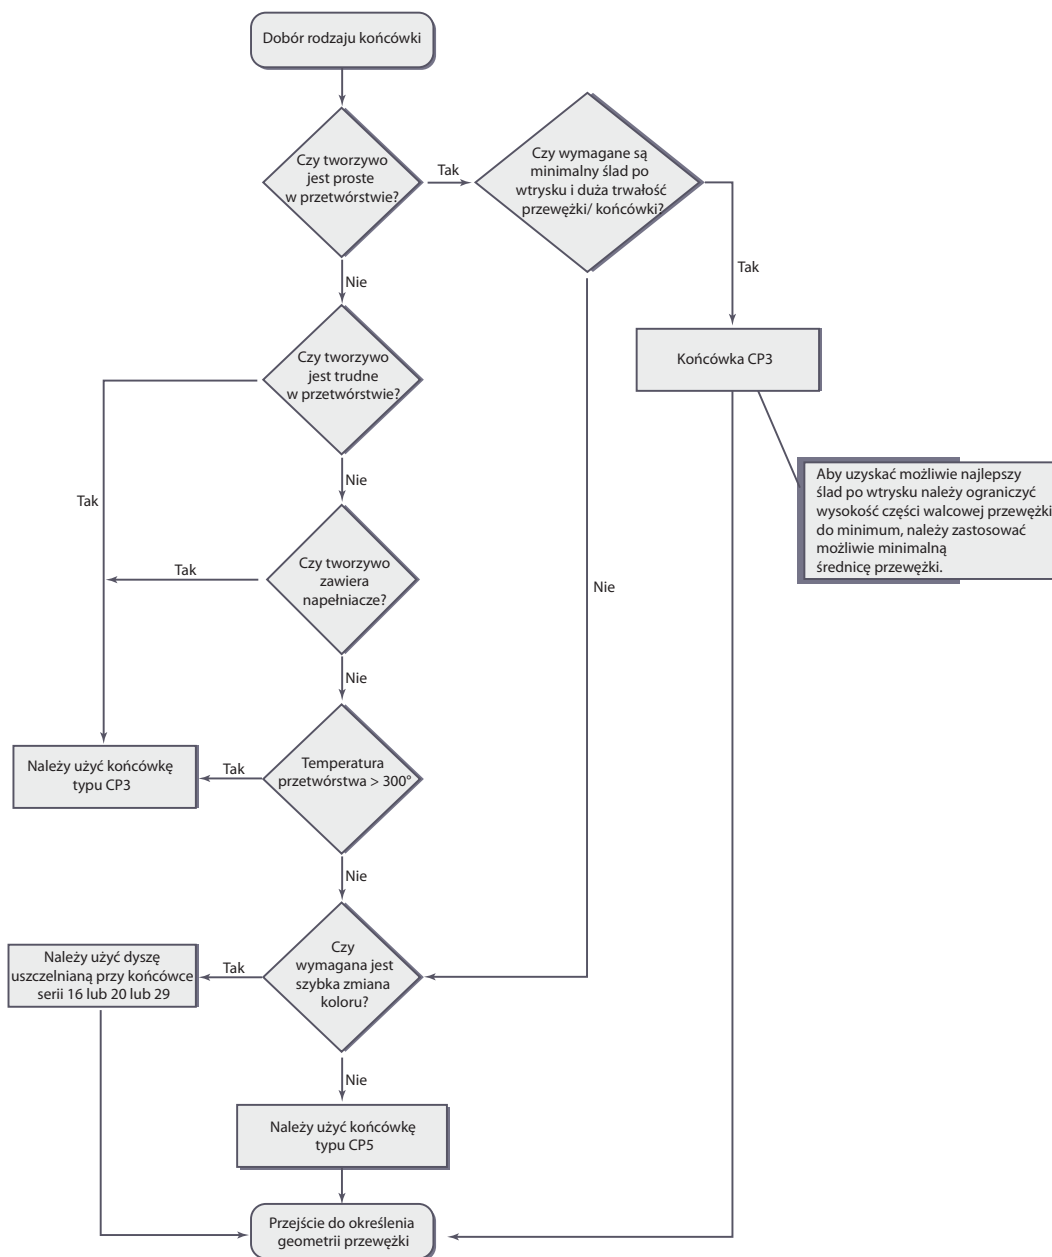 Dobór rodzaju końcówki
Czy tworzywo
jest proste
w przetwórstwie?
Tak
Czy wymagane są
minimalny ślad po
wtrysku i duża trwałość
przewężki/ końcówki?
Tak
Nie
Czy tworzywo
jest trudne
w przetwórstwie?
Końcówka CP3
Aby uzyskać możliwie najlepszy
ślad po wtrysku należy ograniczyć
wysokość części walcowej przewężki
do minimum, należy zastosować
możliwie minimalną
średnicę przewężki.
Tak
Nie
Czy tworzywo
zawiera
napełniacze?
Tak
Nie
Nie
Temperatura
przetwórstwa > 300°
Tak
Należy użyć końcówkę
typu CP3
Nie
Czy
wymagana jest
szybka zmiana
koloru?
Tak
Należy użyć dyszę
uszczelnianą przy końcówce
serii 16 lub 20 lub 29
Nie
Należy użyć końcówkę
typu CP5
Przejście do określenia
geometrii przewężki